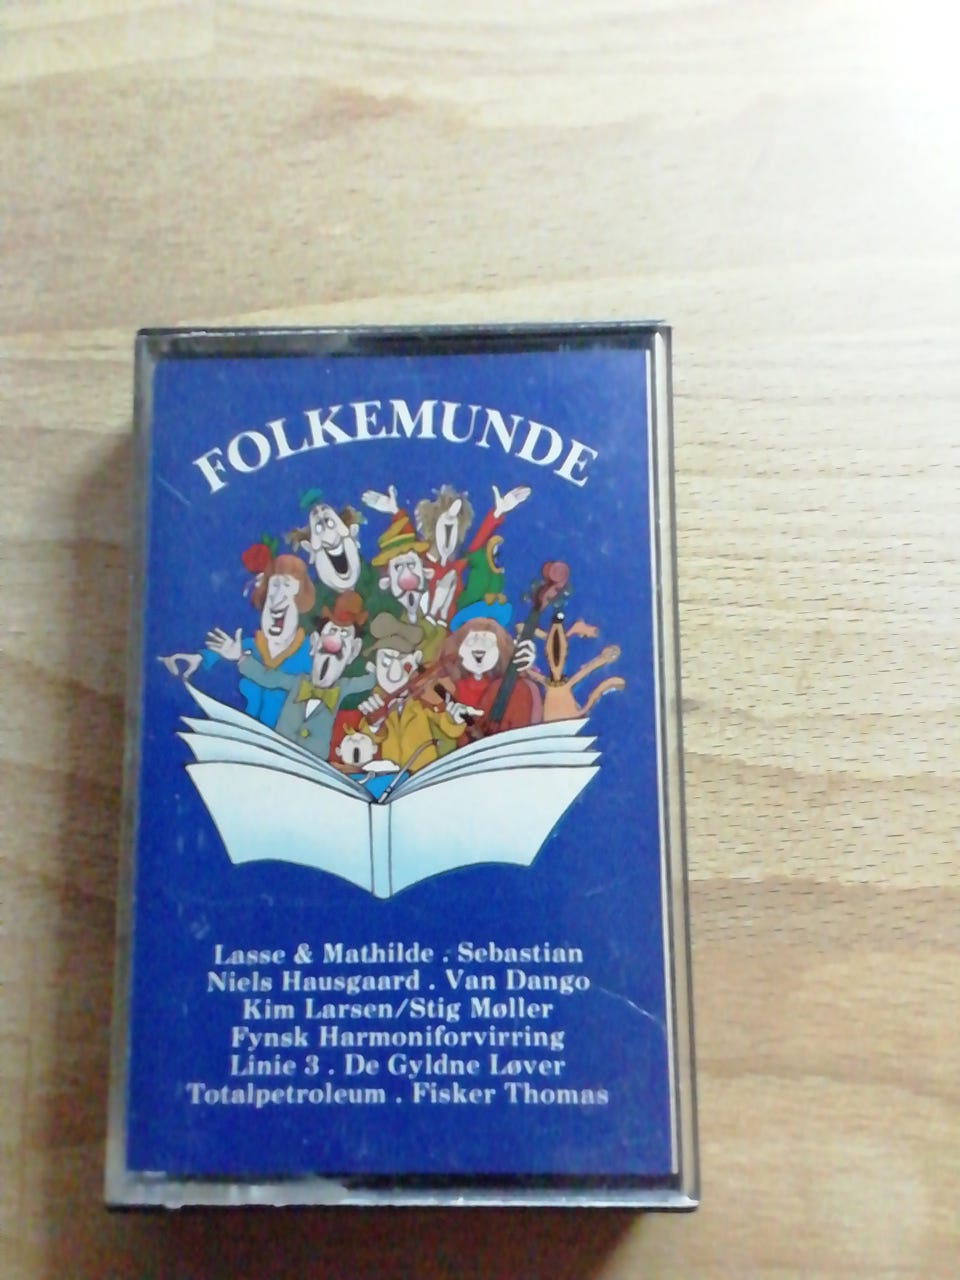 FOLKEMUNDE
Lasse & Mathilde . Sebastian
Niels Hausgaard . Van Dango
Kim Larsen/Stig Møller
Fynsk Harmoniforvirring
Linie 3 . De Gyldne Løver
Totalpetroleum . Fisker Thomas